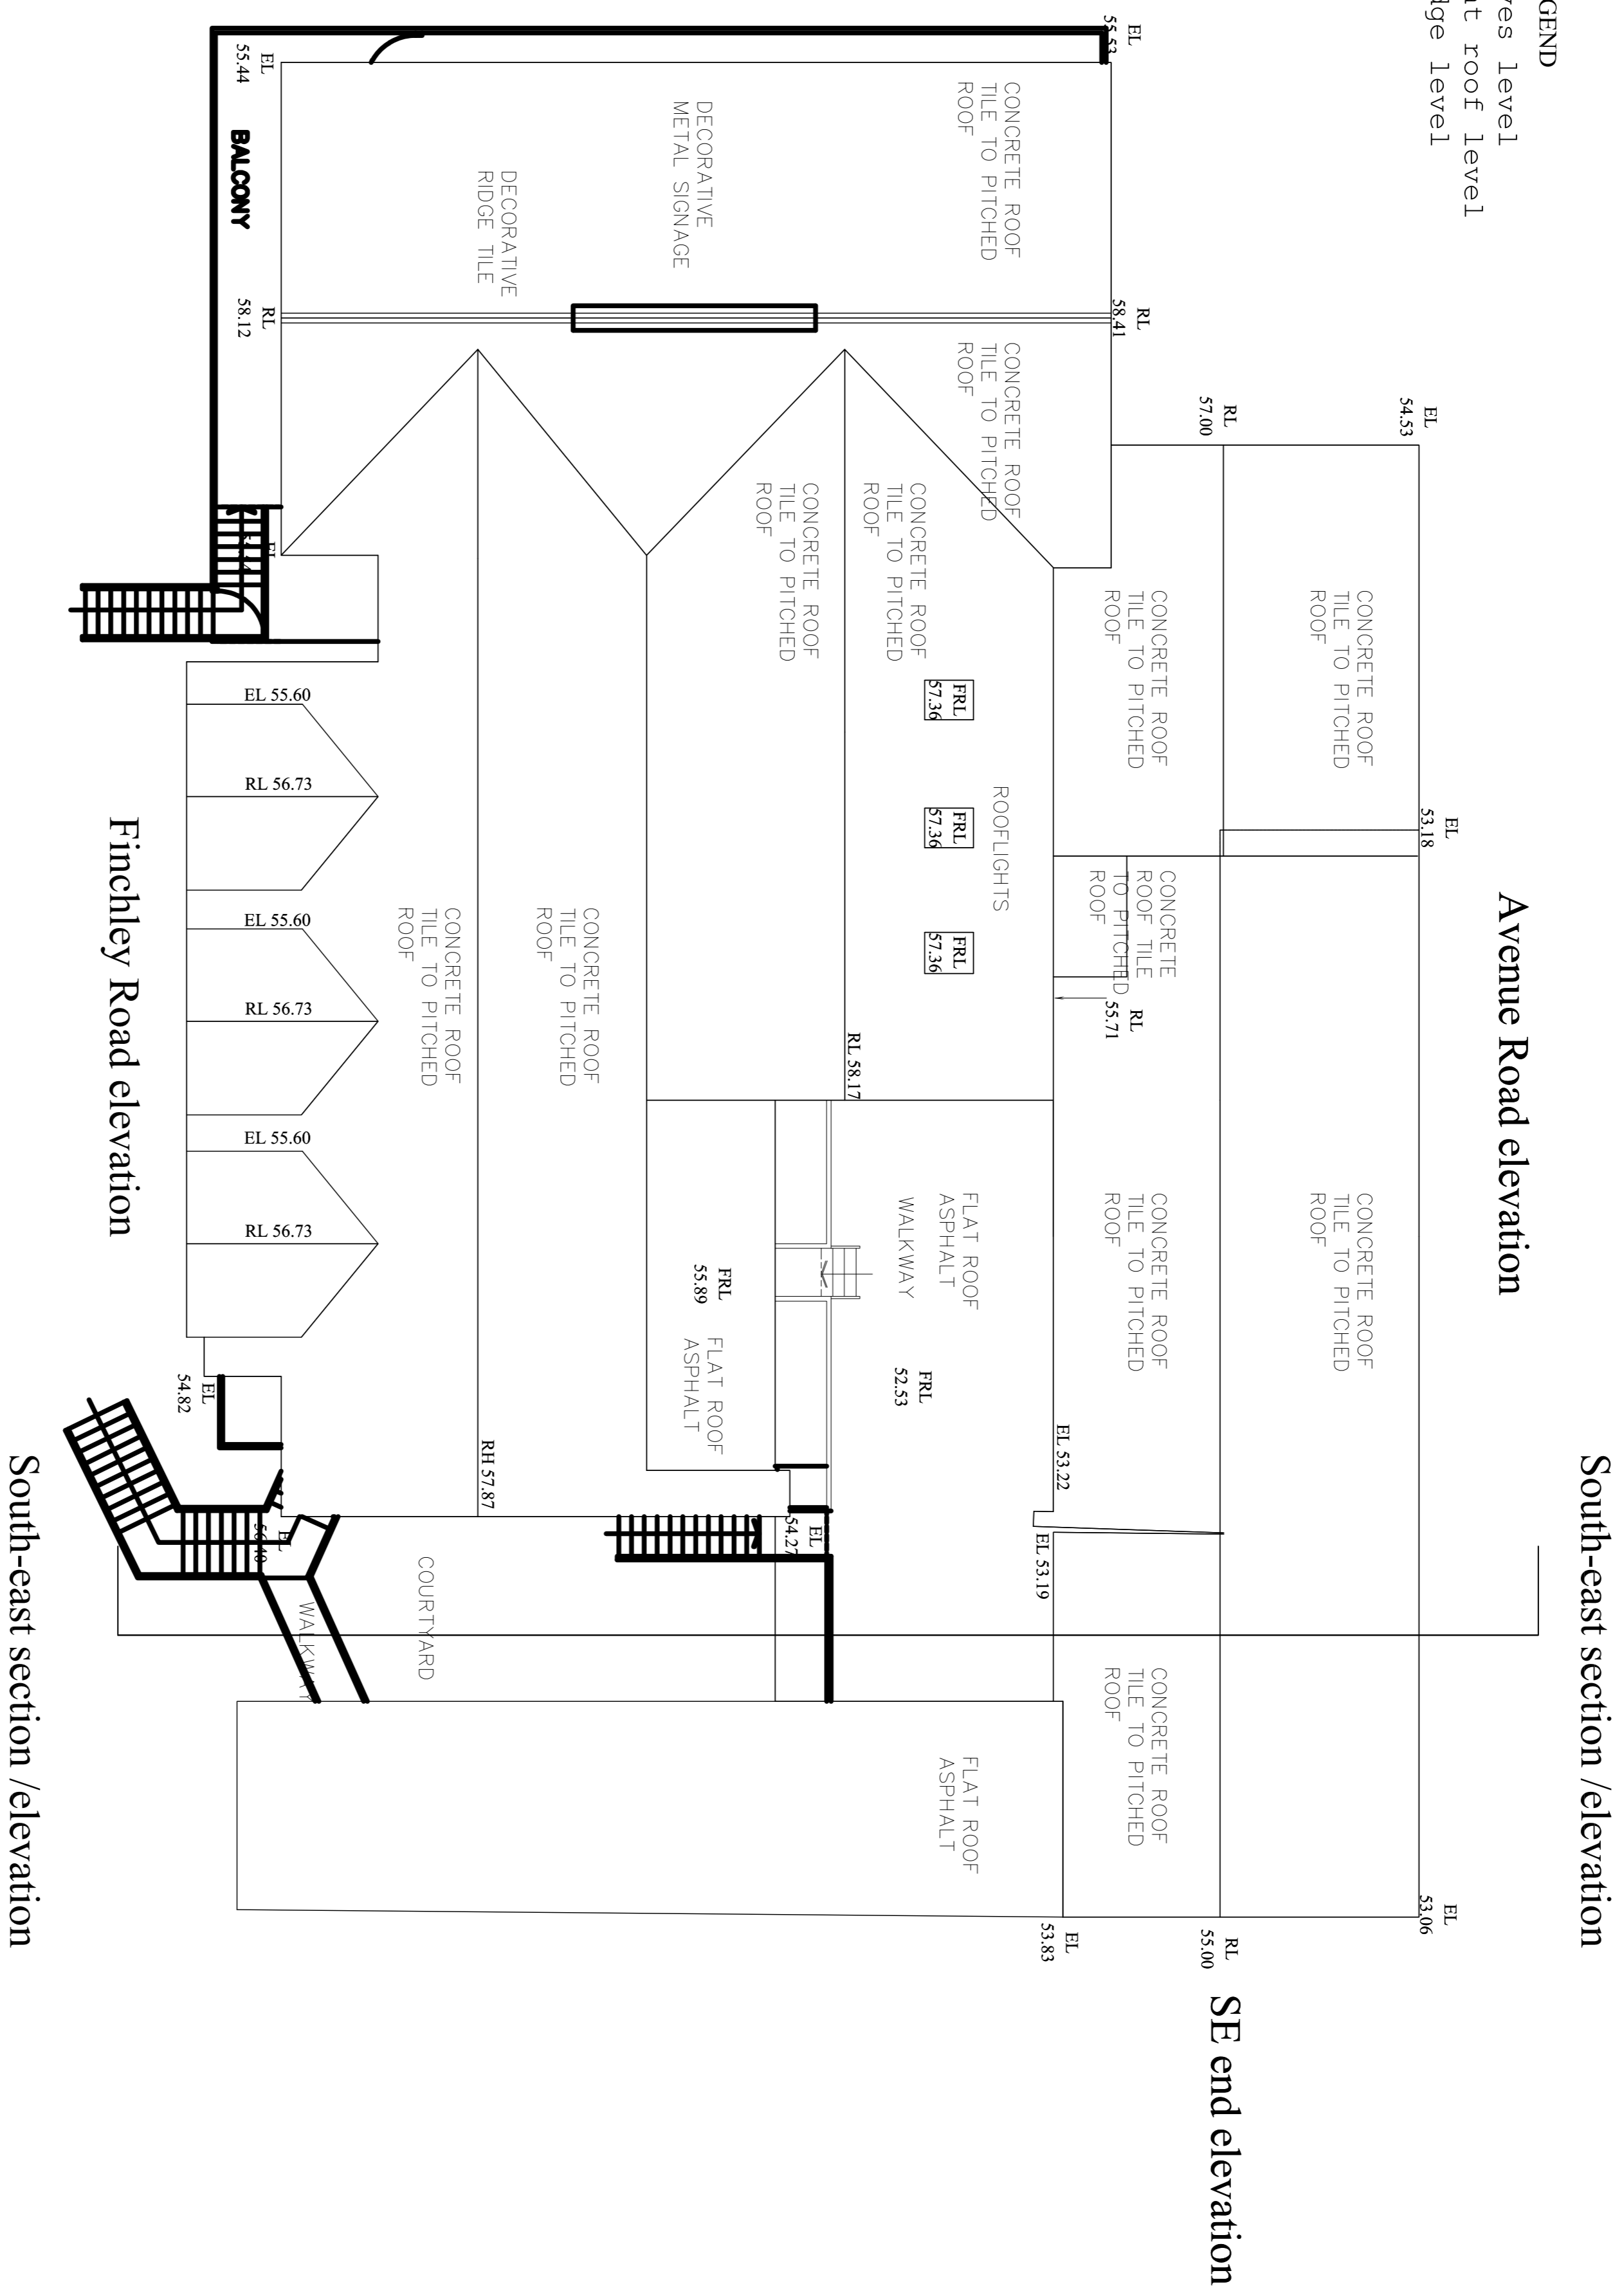 GEND
ves level
at roof level
dge level
Avenue Road elevation
South-east section /elevation
SE end elevation
EL
54.53
EL
53.18
EL
53.06
RL
57.00
RL
55.00
CONCRETE ROOF
TILE TO PITCHED
ROOF
CONCRETE ROOF
TILE TO PITCHED
ROOF
CONCRETE ROOF
TILE TO PITCHED
ROOF
CONCRETE
ROOF TILE
TO PITCHED
ROOF
RL
55.71
CONCRETE ROOF
TILE TO PITCHED
ROOF
CONCRETE ROOF
TILE TO PITCHED
ROOF
EL
55.53
RL
58.41
EL 53.22
EL 53.19
EL
53.83
CONCRETE ROOF
TILE TO PITCHED
ROOF
CONCRETE ROOF
TILE TO PITCHED
ROOF
ROOFLIGHTS
FRL
57.36
FRL
57.36
FRL
57.36
FLAT ROOF
ASPHALT
WALKWAY
FRL
52.53
FLAT ROOF
ASPHALT
CONCRETE ROOF
TILE TO PITCHED
ROOF
RL 58.17
CONCRETE ROOF
TILE TO PITCHED
ROOF
EL
54.27
DECORATIVE
METAL SIGNAGE
FRL
55.89
FLAT ROOF
ASPHALT
DECORATIVE
RIDGE TILE
CONCRETE ROOF
TILE TO PITCHED
ROOF
RH 57.87
CONCRETE ROOF
TILE TO PITCHED
ROOF
COURTYARD
WALKWAY
EL
55.44
BALCONY
RL
58.12
EL
EL 55.60
RL 56.73
EL 55.60
RL 56.73
EL 55.60
RL 56.73
EL
54.82
EL
56.40
Finchley Road elevation
South-east section /elevation